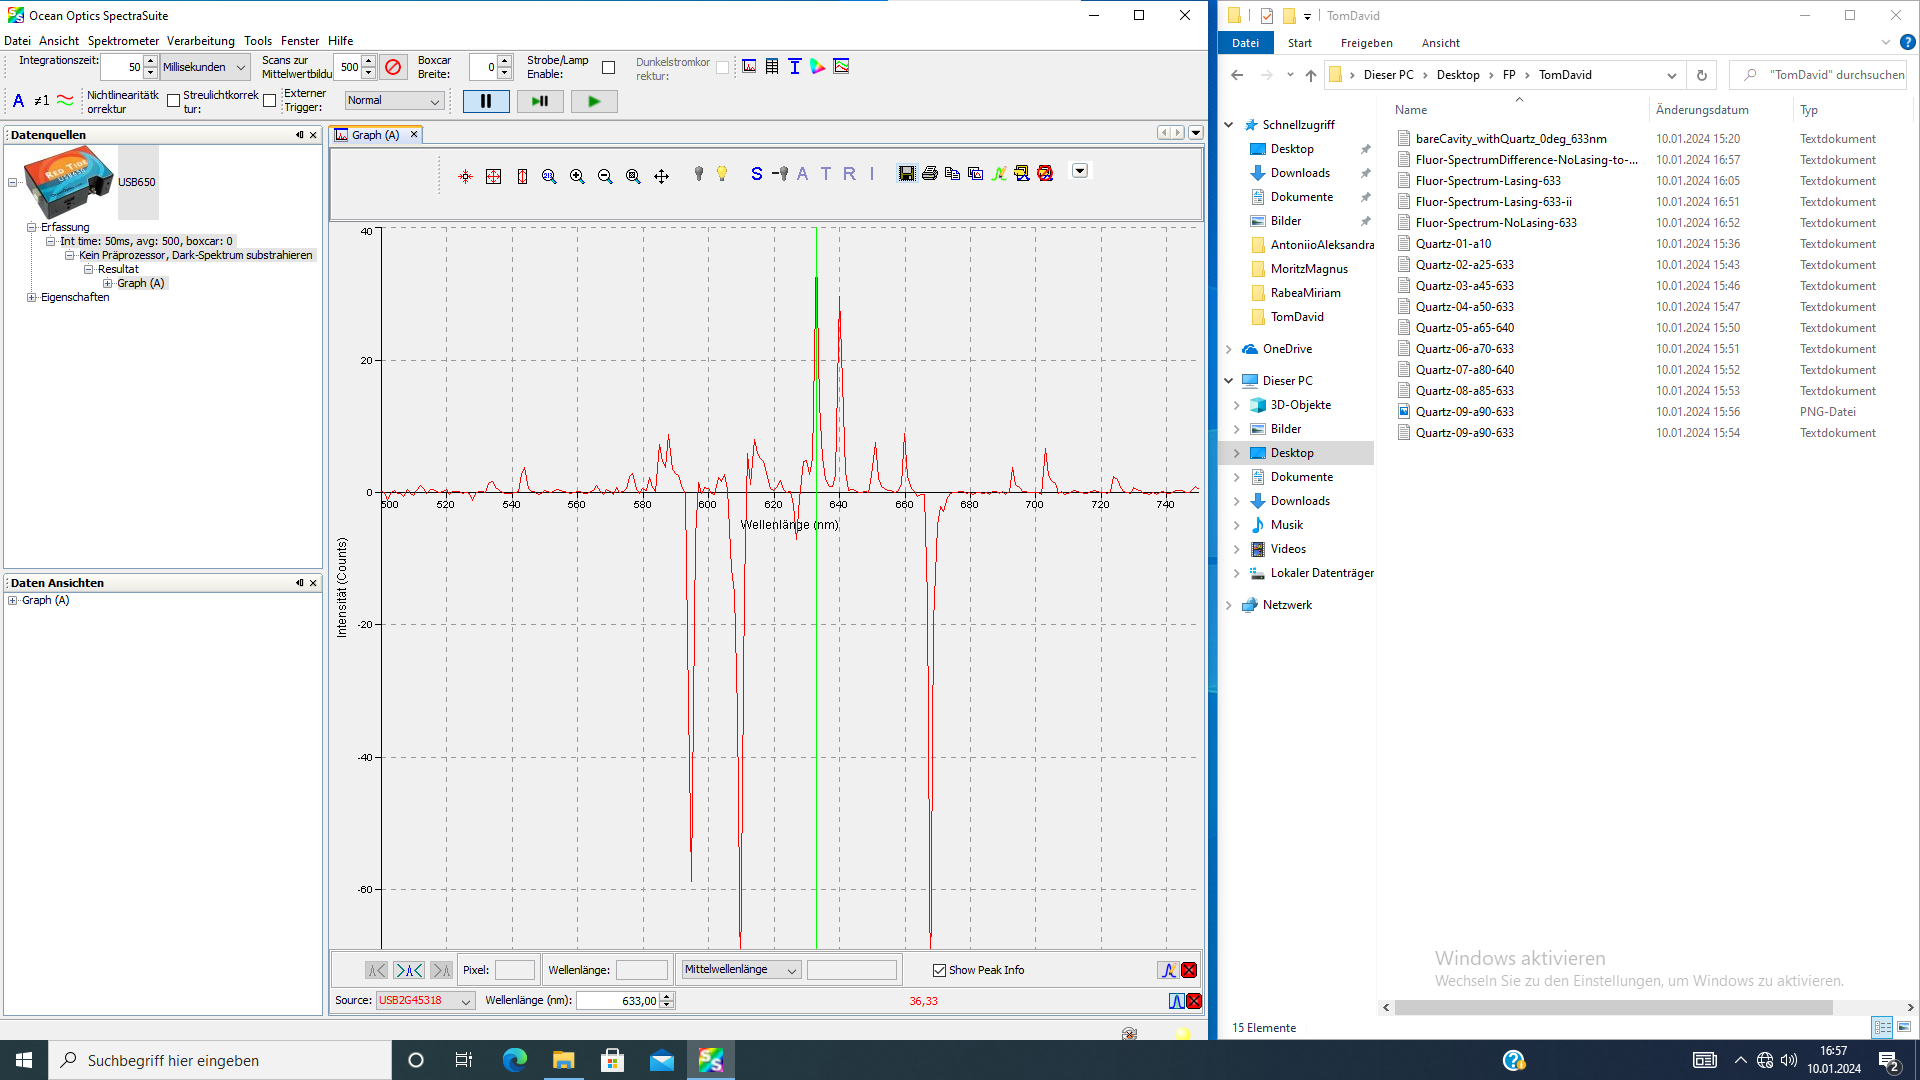 Ocean Optics SpectraSuite
Datei Ansicht Spektrometer Verarbeitung Tools Fenster Hilfe
Integrationszeit: 50 Millisekunden Scans zur Mittelwertbildu 500 Boxcar Breite: 0 Strobe/Lamp Enable: Dunkelstromkor rektur:
A ≠1 Nichtlinearitätk orrektur Streulichtkorrek tur: Externer Trigger: Normal
Datenquellen
USB650
Erfassung
Int time: 50ms, avg: 500, boxcar: 0
Kein Präprozessor, Dark-Spektrum substrahieren
Resultat
Graph (A)
Eigenschaften
Daten Ansichten
Graph (A)
Graph (A)
S A T R I
40
20
0
-20
-40
-60
500 520 540 560 580 600 620 640 660 680 700 720 740
Wellenlänge (nm)
Intensität (Counts)
Pixel: Wellenlänge: Mittelwellenlänge Show Peak Info
Source: USB2G45318 Wellenlänge (nm): 633,00 36,33
TomDavid
Datei Start Freigeben Ansicht
Dieser PC Desktop FP TomDavid "TomDavid" durchsuchen
Schnellzugriff
Desktop
Downloads
Dokumente
Bilder
AntoniioAleksandra
MoritzMagnus
RabeaMiriam
TomDavid
OneDrive
Dieser PC
3D-Objekte
Bilder
Desktop
Dokumente
Downloads
Musik
Videos
Lokaler Datenträger
Netzwerk
Name Änderungsdatum Typ
bareCavity_withQuartz_0deg_633nm 10.01.2024 15:20 Textdokument
Fluor-SpectrumDifference-NoLasing-to-... 10.01.2024 16:57 Textdokument
Fluor-Spectrum-Lasing-633 10.01.2024 16:05 Textdokument
Fluor-Spectrum-Lasing-633-ii 10.01.2024 16:51 Textdokument
Fluor-Spectrum-NoLasing-633 10.01.2024 16:52 Textdokument
Quartz-01-a10 10.01.2024 15:36 Textdokument
Quartz-02-a25-633 10.01.2024 15:43 Textdokument
Quartz-03-a45-633 10.01.2024 15:46 Textdokument
Quartz-04-a50-633 10.01.2024 15:47 Textdokument
Quartz-05-a65-640 10.01.2024 15:50 Textdokument
Quartz-06-a70-633 10.01.2024 15:51 Textdokument
Quartz-07-a80-640 10.01.2024 15:52 Textdokument
Quartz-08-a85-633 10.01.2024 15:53 Textdokument
Quartz-09-a90-633 10.01.2024 15:56 PNG-Datei
Quartz-09-a90-633 10.01.2024 15:54 Textdokument
Windows aktivieren
Wechseln Sie zu den Einstellungen, um Windows zu aktivieren.
15 Elemente
Suchbegriff hier eingeben
16:57
10.01.2024
2